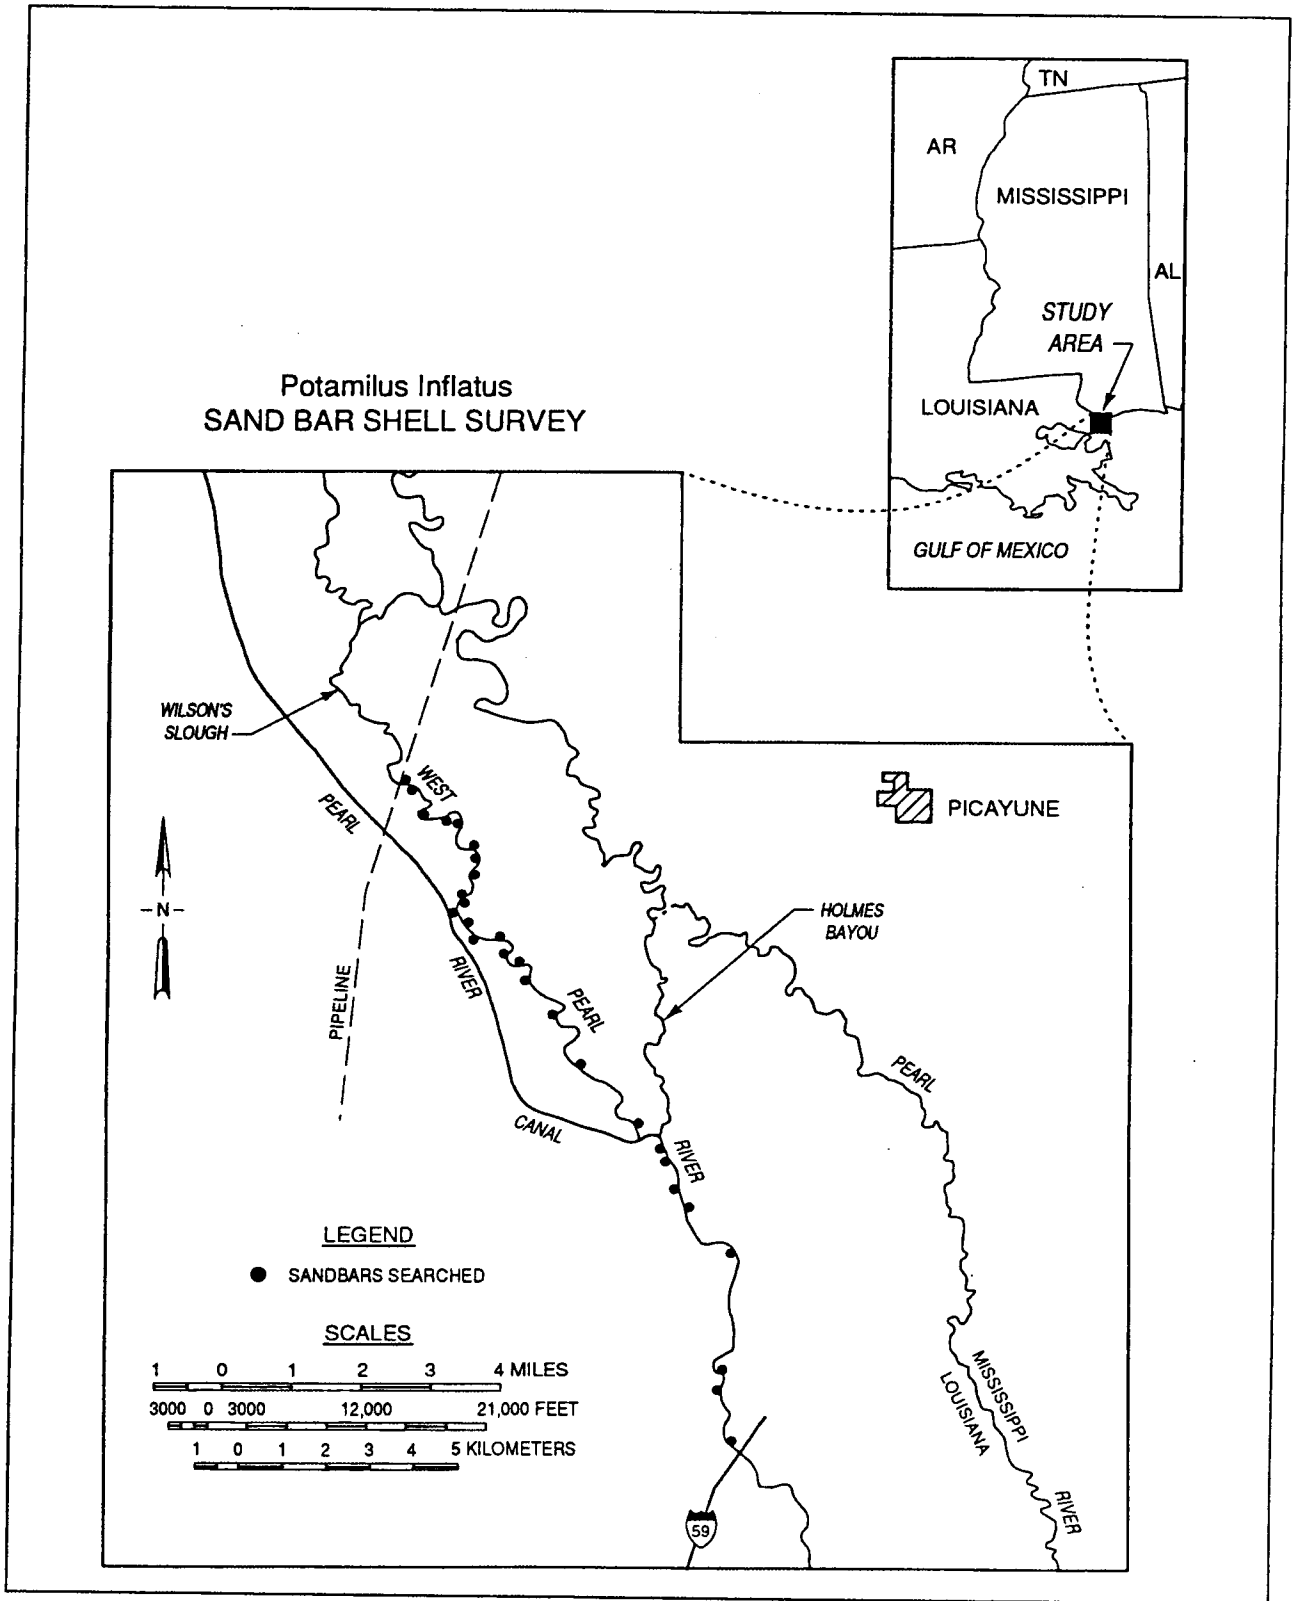 TN
AR
MISSISSIPPI
AL
STUDY
AREA
LOUISIANA
GULF OF MEXICO
Potamilus Inflatus
SAND BAR SHELL SURVEY
WILSON'S
SLOUGH
WEST
PEARL
PICAYUNE
-N-
HOLMES
BAYOU
RIVER
PIPELINE
PEARL
PEARL
CANAL
RIVER
LEGEND
SANDBARS SEARCHED
SCALES
1 0 1 2 3 4 MILES
3000 0 3000 12,000 21,000 FEET
1 0 1 2 3 4 5 KILOMETERS
MISSISSIPPI
LOUISIANA
RIVER
59